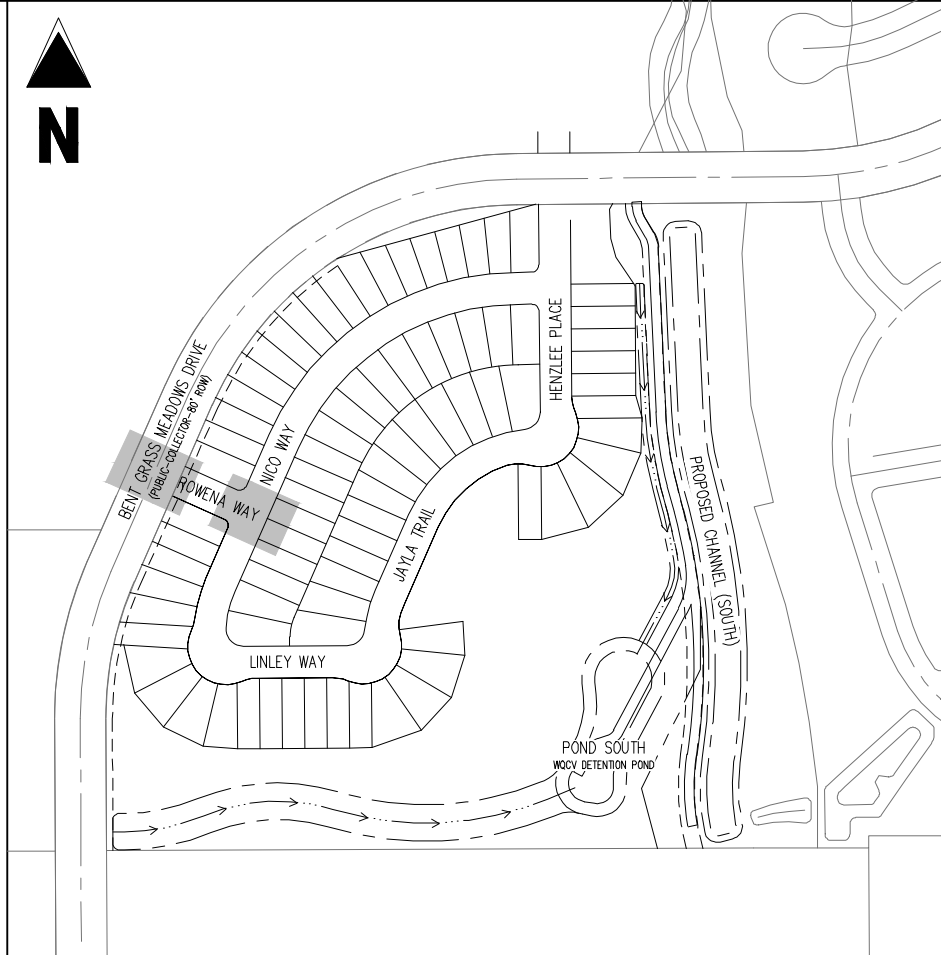 N
BENT GRASS MEADOWS DRIVE
(PUBLIC-COLLECTOR-80' ROW)
ROWENA WAY
NICO WAY
HENZLEE PLACE
JAYLA TRAIL
LINLEY WAY
PROPOSED CHANNEL (SOUTH)
POND SOUTH
WQCV DETENTION POND